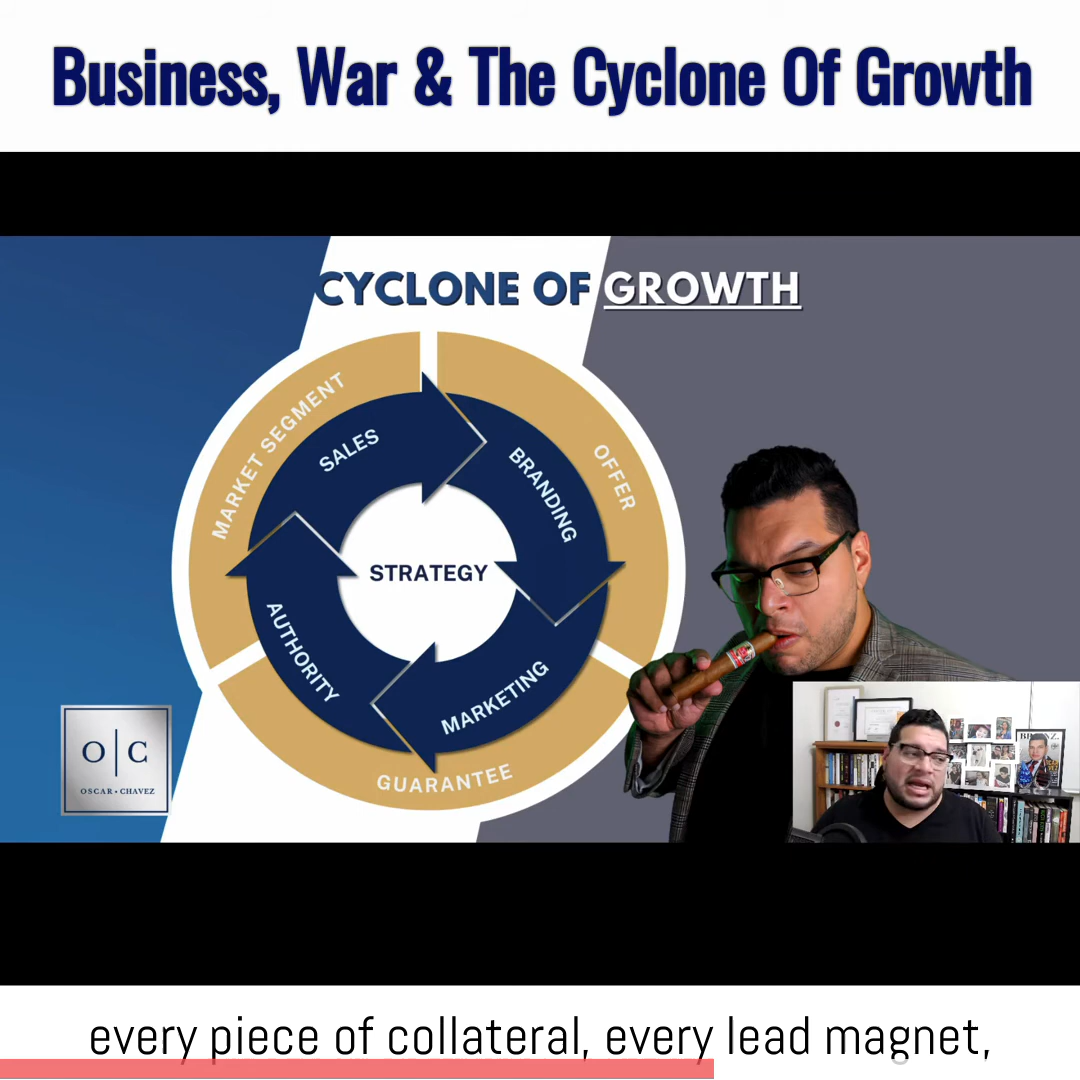 Business, War & The Cyclone Of Growth
CYCLONE OF GROWTH
MARKET SEGMENT
SALES
BRANDING
OFFER
STRATEGY
AUTHORITY
MARKETING
GUARANTEE
O|C
OSCAR • CHAVEZ
every piece of collateral, every lead magnet,